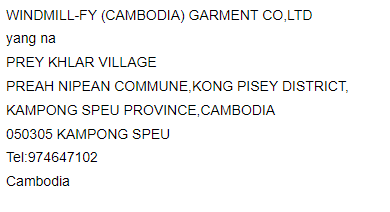 WINDMILL-FY (CAMBODIA) GARMENT CO,LTD
yang na
PREY KHLAR VILLAGE
PREAH NIPEAN COMMUNE,KONG PISEY DISTRICT,
KAMPONG SPEU PROVINCE,CAMBODIA
050305 KAMPONG SPEU
Tel:974647102
Cambodia